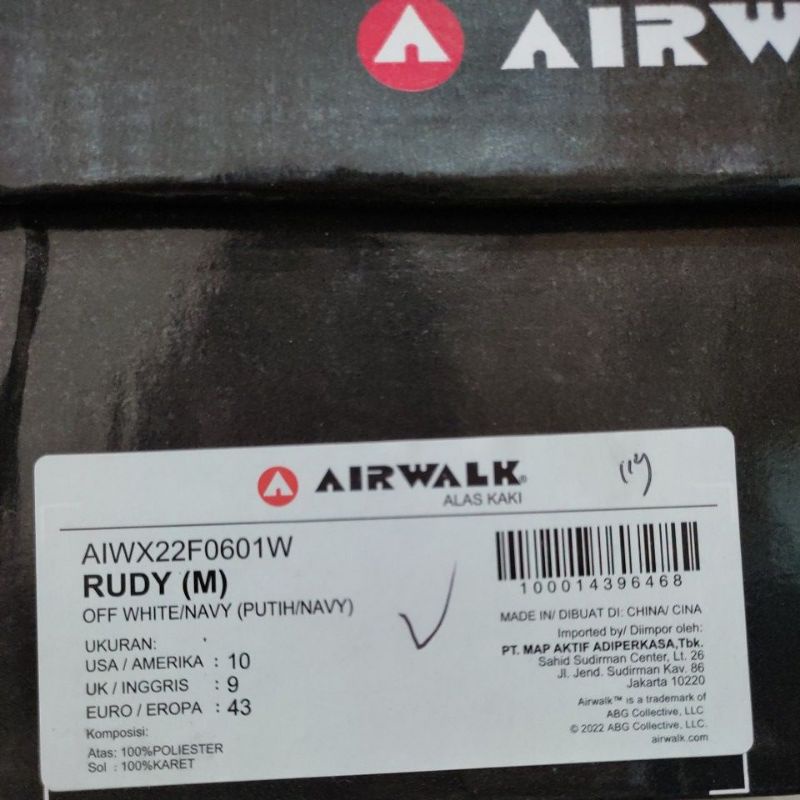 AIRW
AIRWALK®
ALAS KAKI
AIWX22F0601W
RUDY (M)
OFF WHITE/NAVY (PUTIH/NAVY)
UKURAN:
USA / AMERIKA : 10
UK / INGGRIS : 9
EURO / EROPA : 43
Komposisi:
Atas: 100%POLIESTER
Sol : 100%KARET
100014396468
MADE IN/ DIBUAT DI: CHINA/ CINA
Imported by/ Diimpor oleh:
PT. MAP AKTIF ADIPERKASA,Tbk.
Sahid Sudirman Center, Lt. 26
Jl. Jend. Sudirman Kav. 86
Jakarta 10220
Airwalk™ is a trademark of
ABG Collective, LLC
© 2022 ABG Collective, LLC.
airwalk.com